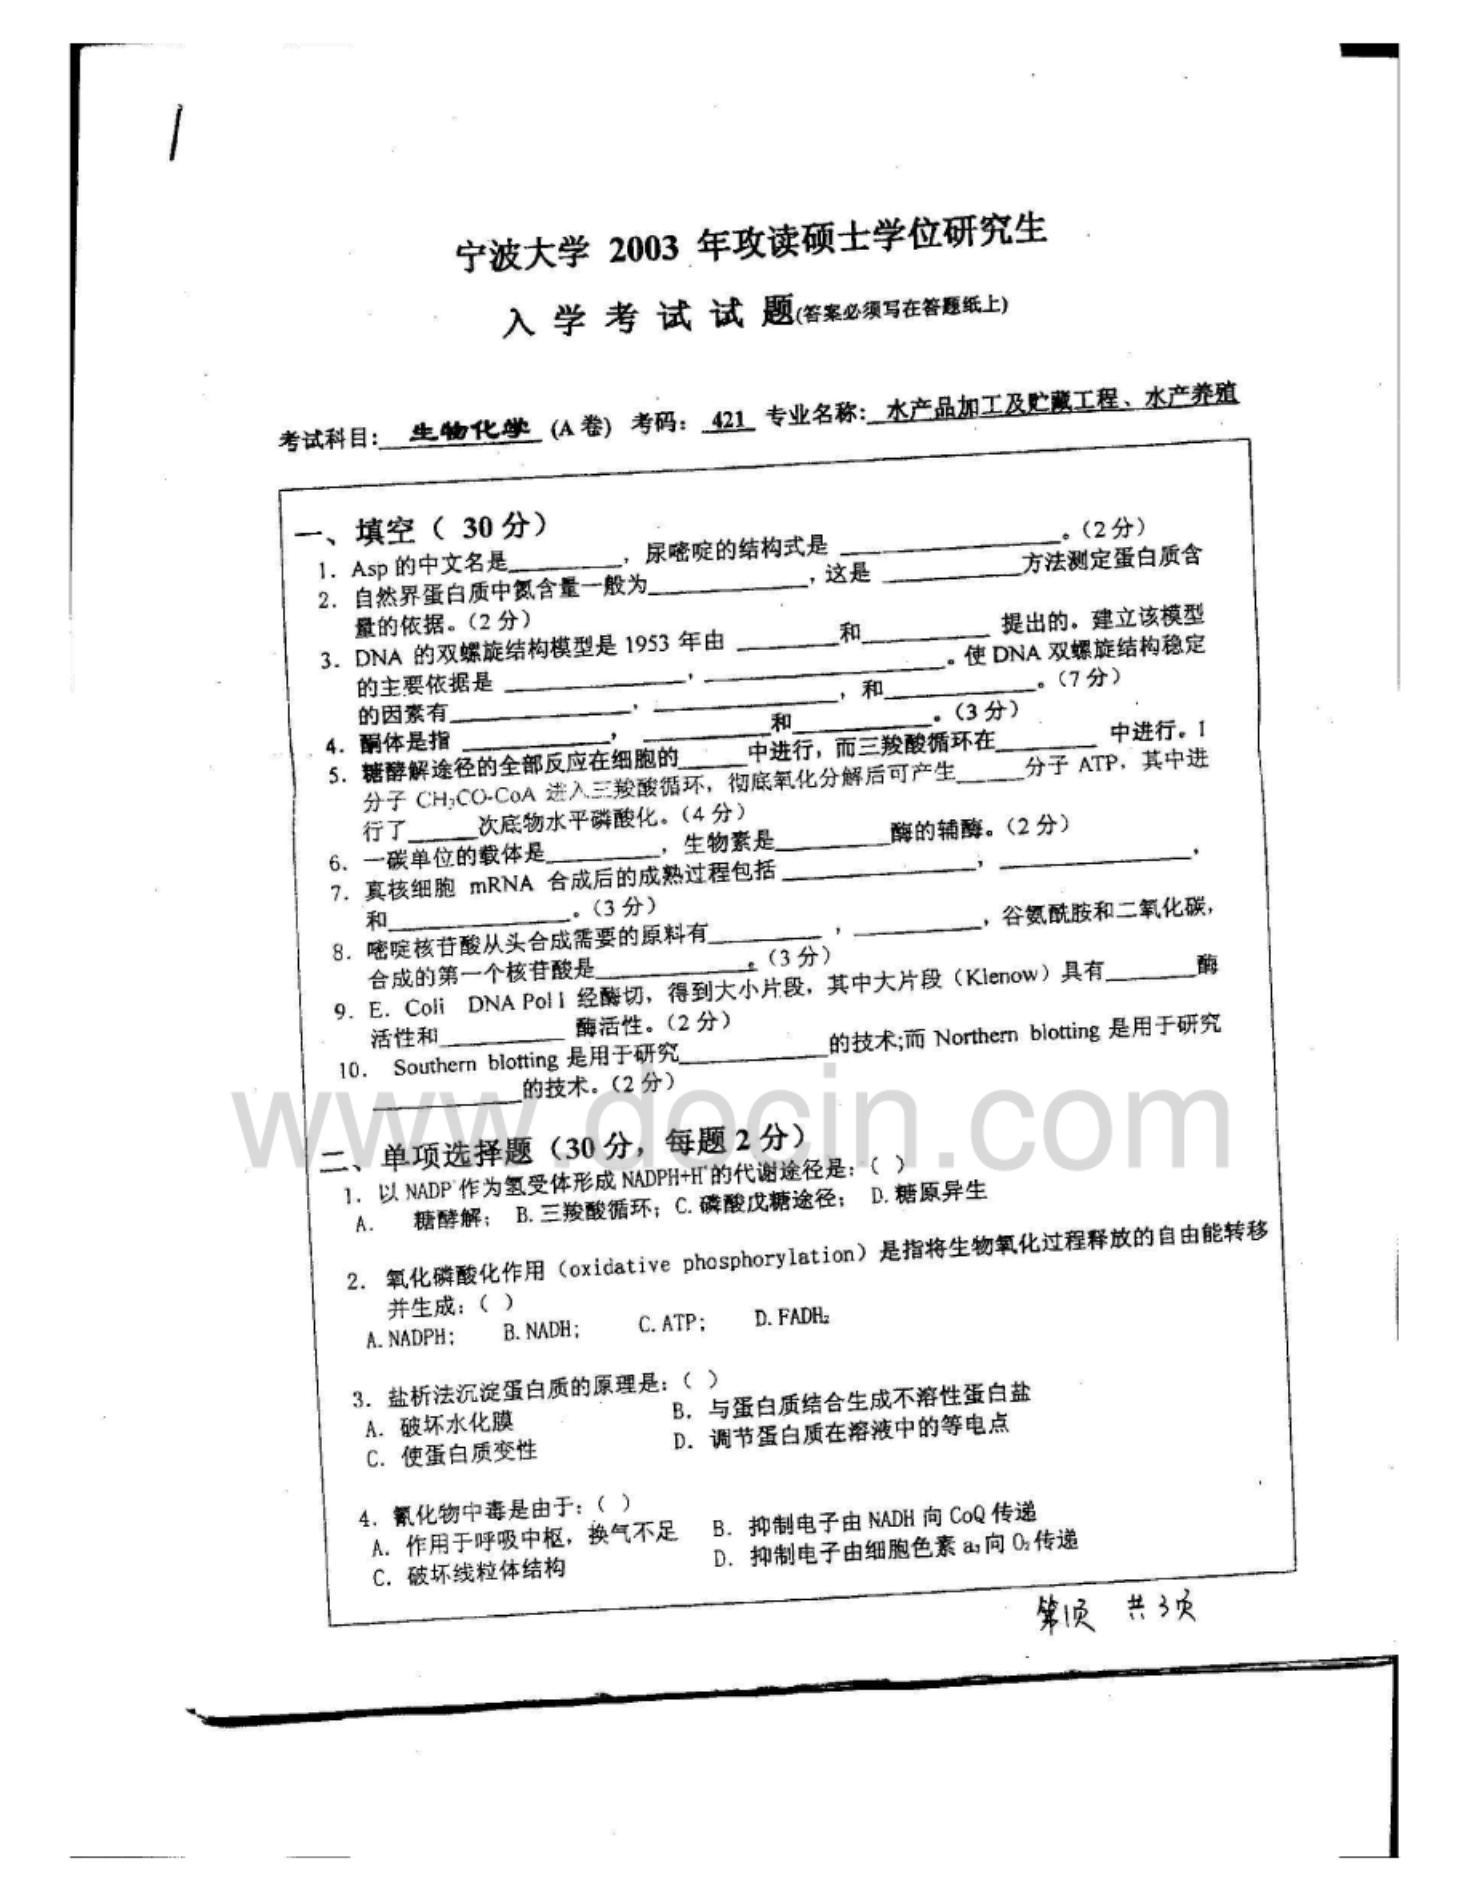 宁波大学 2003 年攻读硕士学位研究生
入 学 考 试 试 题(答案必须写在答题纸上)
考试科目: 生物化学 (A 卷) 考码: 421 专业名称: 水产品加工及贮藏工程、水产养殖
一、填空（ 30 分）
1. Asp 的中文名是________，尿嘧啶的结构式是 ________________。(2 分)
2. 自然界蛋白质中氮含量一般为____________，这是 __________方法测定蛋白质含
量的依据。(2 分)
3. DNA 的双螺旋结构模型是 1953 年由 ________和__________ 提出的。建立该模型
的主要依据是 ______________，__________________。使 DNA 双螺旋结构稳定
的因素有______________，______________，和____________。(7 分)
4. 酮体是指 ___________，__________和__________。(3 分)
5. 糖酵解途径的全部反应在细胞的_____中进行，而三羧酸循环在________ 中进行。1
分子 CH₃CO-CoA 进入三羧酸循环，彻底氧化分解后可产生_____分子 ATP，其中进
行了_____次底物水平磷酸化。(4 分)
6. 一碳单位的载体是________，生物素是_________酶的辅酶。(2 分)
7. 真核细胞 mRNA 合成后的成熟过程包括 _______________，_______________，
和______________。(3 分)
8. 嘧啶核苷酸从头合成需要的原料有_________，__________，谷氨酰胺和二氧化碳，
合成的第一个核苷酸是____________。(3 分)
9. E. Coli DNA Pol I 经酶切，得到大小片段，其中大片段（Klenow）具有_______酶
活性和__________ 酶活性。(2 分)
10. Southern blotting 是用于研究____________的技术;而 Northern blotting 是用于研究
____________的技术。(2 分)
www.docin.com
二、单项选择题（30 分，每题 2 分）
1. 以 NADP⁺作为氢受体形成 NADPH+H⁺的代谢途径是：( )
A. 糖酵解； B. 三羧酸循环；C. 磷酸戊糖途径； D. 糖原异生
2. 氧化磷酸化作用（oxidative phosphorylation）是指将生物氧化过程释放的自由能转移
并生成：( )
A. NADPH； B. NADH； C. ATP； D. FADH₂
3. 盐析法沉淀蛋白质的原理是：( )
A. 破坏水化膜 B. 与蛋白质结合生成不溶性蛋白盐
C. 使蛋白质变性 D. 调节蛋白质在溶液中的等电点
4. 氰化物中毒是由于：( )
A. 作用于呼吸中枢，换气不足 B. 抑制电子由 NADH 向 CoQ 传递
C. 破坏线粒体结构 D. 抑制电子由细胞色素 a₃向 O₂传递
第1页 共3页